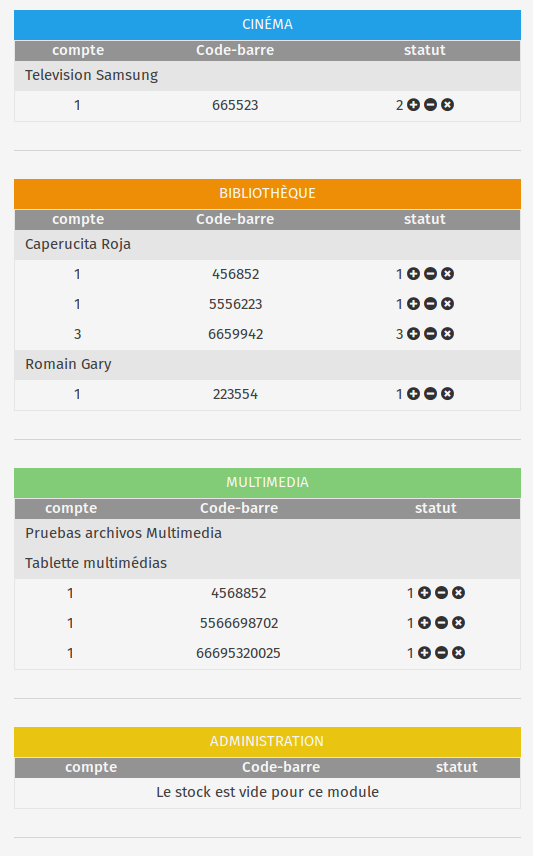 CINÉMA
compte Code-barre statut
Television Samsung
1 665523 2
BIBLIOTHÈQUE
compte Code-barre statut
Caperucita Roja
1 456852 1
1 5556223 1
3 6659942 3
Romain Gary
1 223554 1
MULTIMEDIA
compte Code-barre statut
Pruebas archivos Multimedia
Tablette multimédias
1 4568852 1
1 5566698702 1
1 66695320025 1
ADMINISTRATION
compte Code-barre statut
Le stock est vide pour ce module